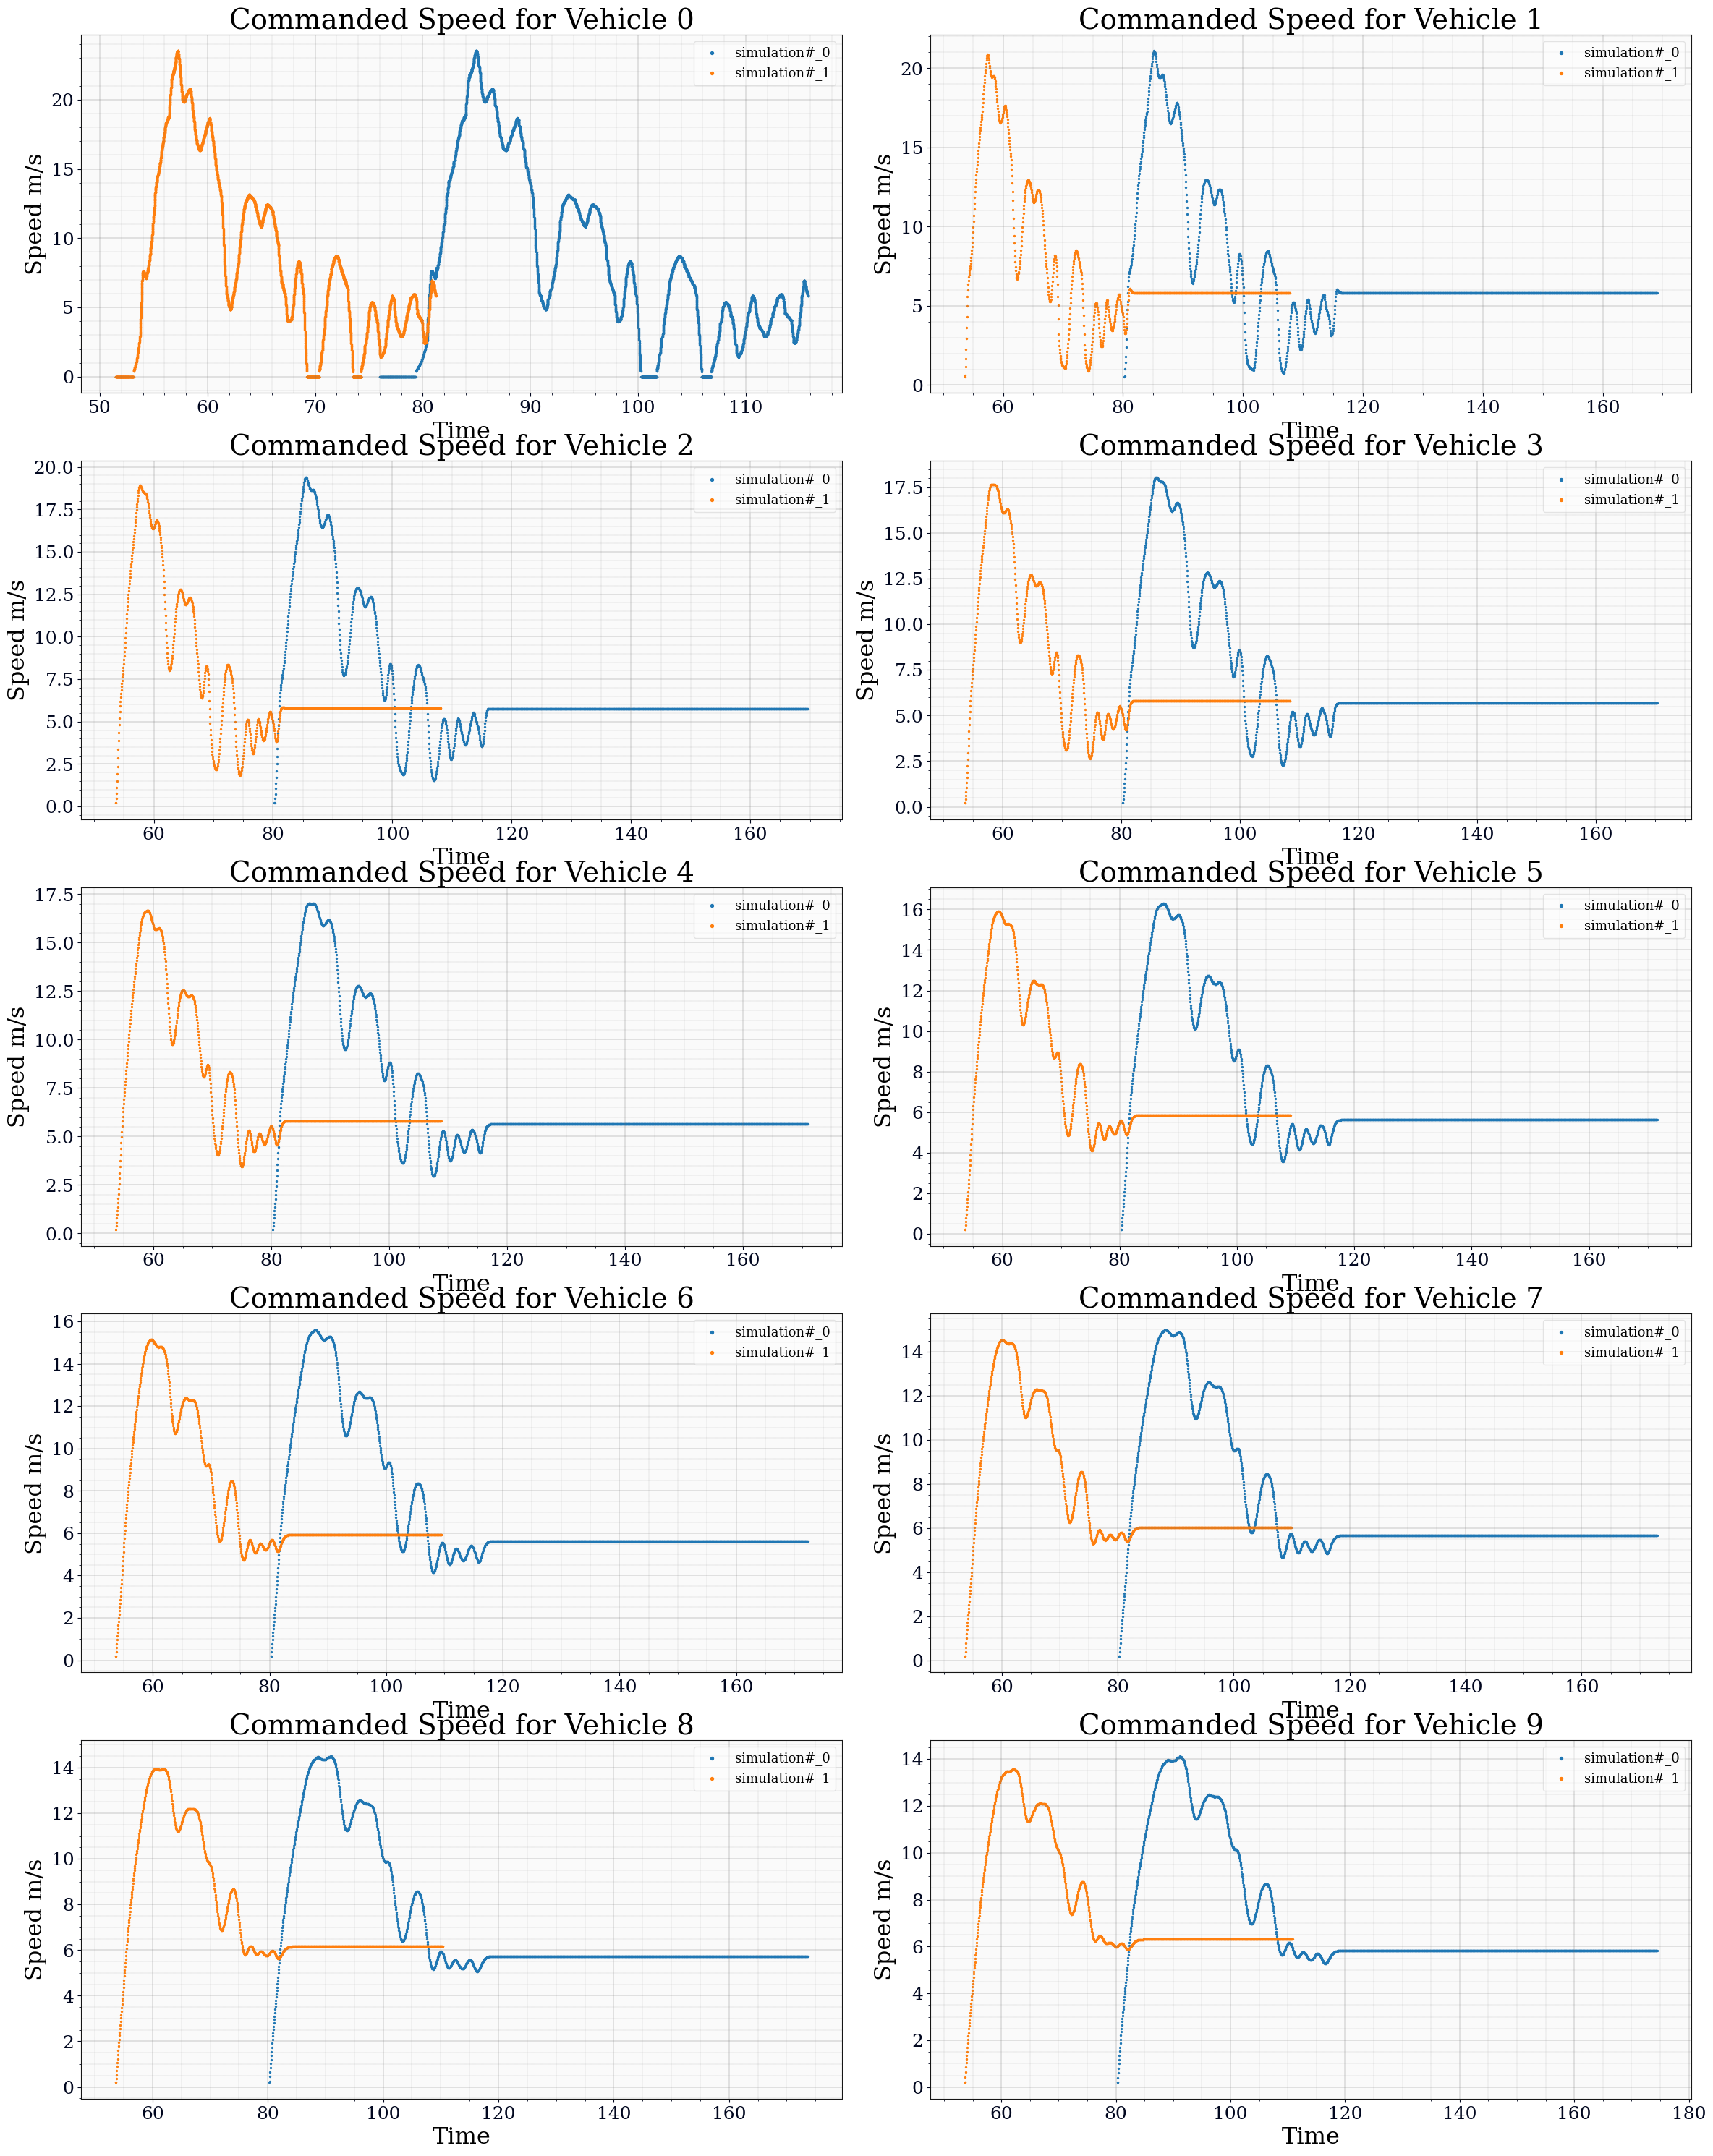 Commanded Speed for Vehicle 0
simulation#_0
simulation#_1
Speed m/s
20
15
10
5
0
50 60 70 80 90 100 110
Time
Commanded Speed for Vehicle 1
simulation#_0
simulation#_1
Speed m/s
20
15
10
5
0
60 80 100 120 140 160
Time
Commanded Speed for Vehicle 2
simulation#_0
simulation#_1
Speed m/s
20.0
17.5
15.0
12.5
10.0
7.5
5.0
2.5
0.0
60 80 100 120 140 160
Time
Commanded Speed for Vehicle 3
simulation#_0
simulation#_1
Speed m/s
17.5
15.0
12.5
10.0
7.5
5.0
2.5
0.0
60 80 100 120 140 160
Time
Commanded Speed for Vehicle 4
simulation#_0
simulation#_1
Speed m/s
17.5
15.0
12.5
10.0
7.5
5.0
2.5
0.0
60 80 100 120 140 160
Time
Commanded Speed for Vehicle 5
simulation#_0
simulation#_1
Speed m/s
16
14
12
10
8
6
4
2
0
60 80 100 120 140 160
Time
Commanded Speed for Vehicle 6
simulation#_0
simulation#_1
Speed m/s
16
14
12
10
8
6
4
2
0
60 80 100 120 140 160
Time
Commanded Speed for Vehicle 7
simulation#_0
simulation#_1
Speed m/s
14
12
10
8
6
4
2
0
60 80 100 120 140 160
Time
Commanded Speed for Vehicle 8
simulation#_0
simulation#_1
Speed m/s
14
12
10
8
6
4
2
0
60 80 100 120 140 160
Time
Commanded Speed for Vehicle 9
simulation#_0
simulation#_1
Speed m/s
14
12
10
8
6
4
2
0
60 80 100 120 140 160 180
Time